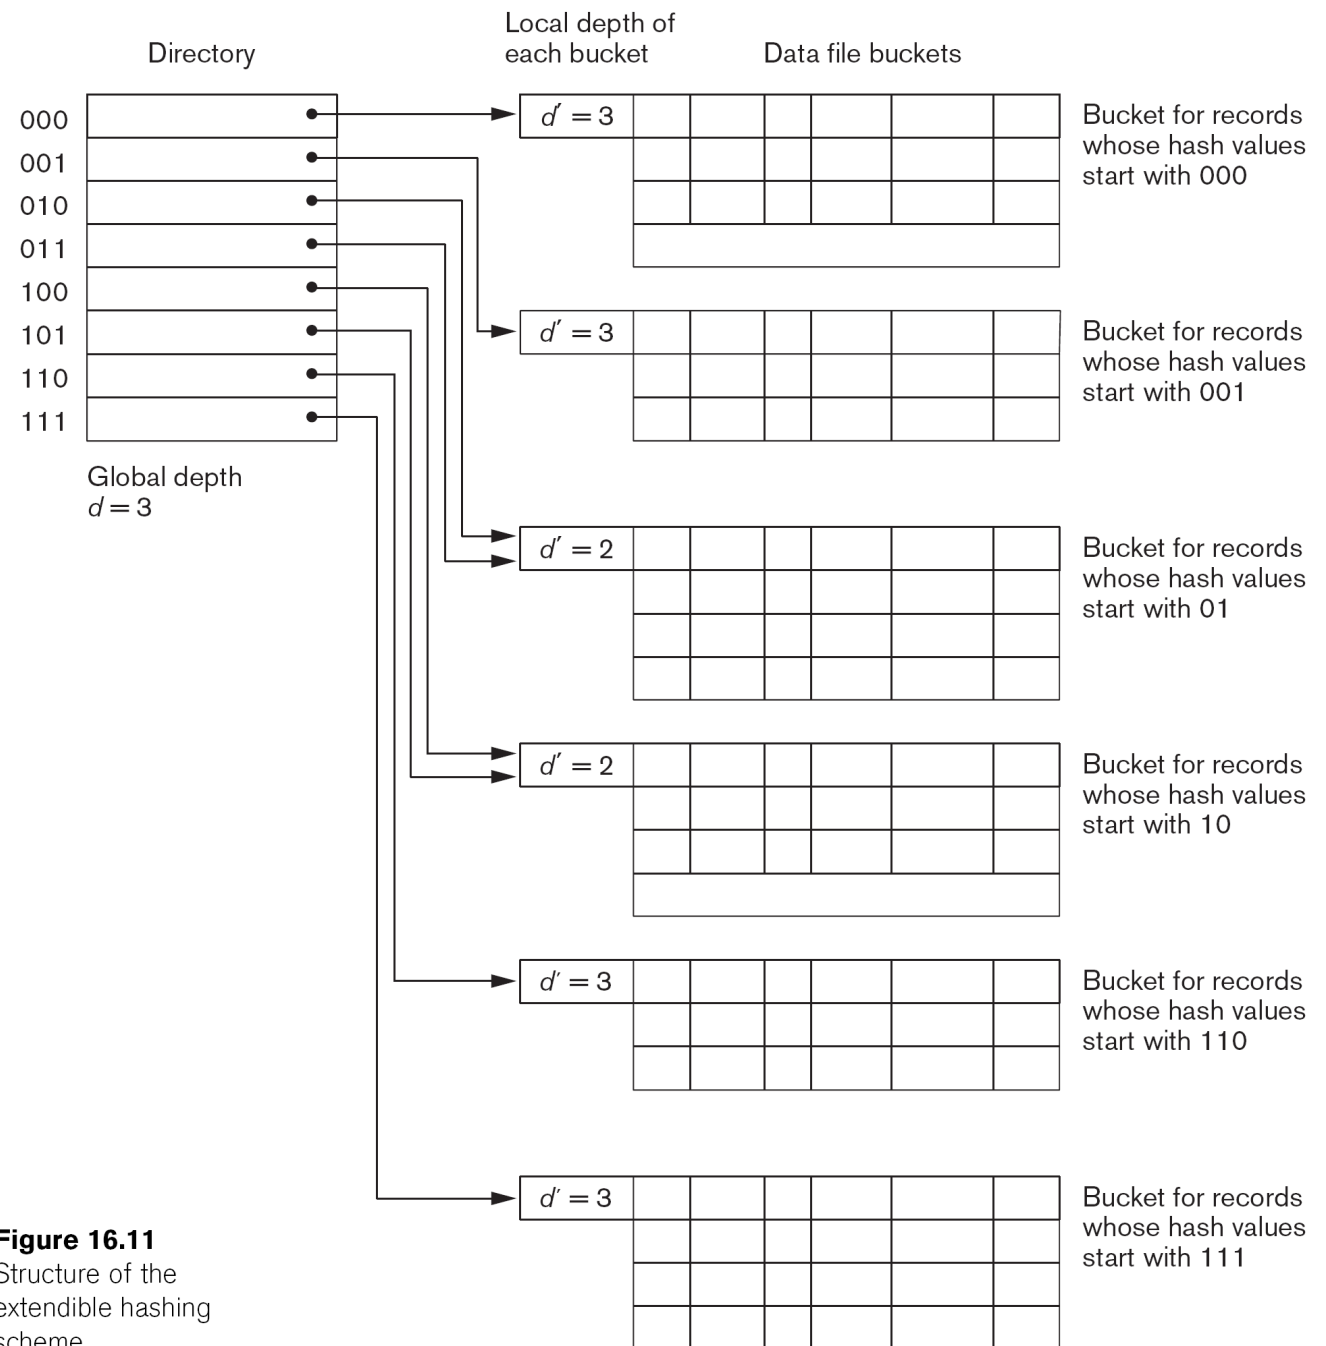 Local depth of
each bucket
Directory
Data file buckets
000
001
010
011
100
101
110
111
Global depth
d = 3
d′ = 3
Bucket for records
whose hash values
start with 000
d′ = 3
Bucket for records
whose hash values
start with 001
d′ = 2
Bucket for records
whose hash values
start with 01
d′ = 2
Bucket for records
whose hash values
start with 10
d′ = 3
Bucket for records
whose hash values
start with 110
d′ = 3
Bucket for records
whose hash values
start with 111
Figure 16.11
Structure of the
extendible hashing
scheme